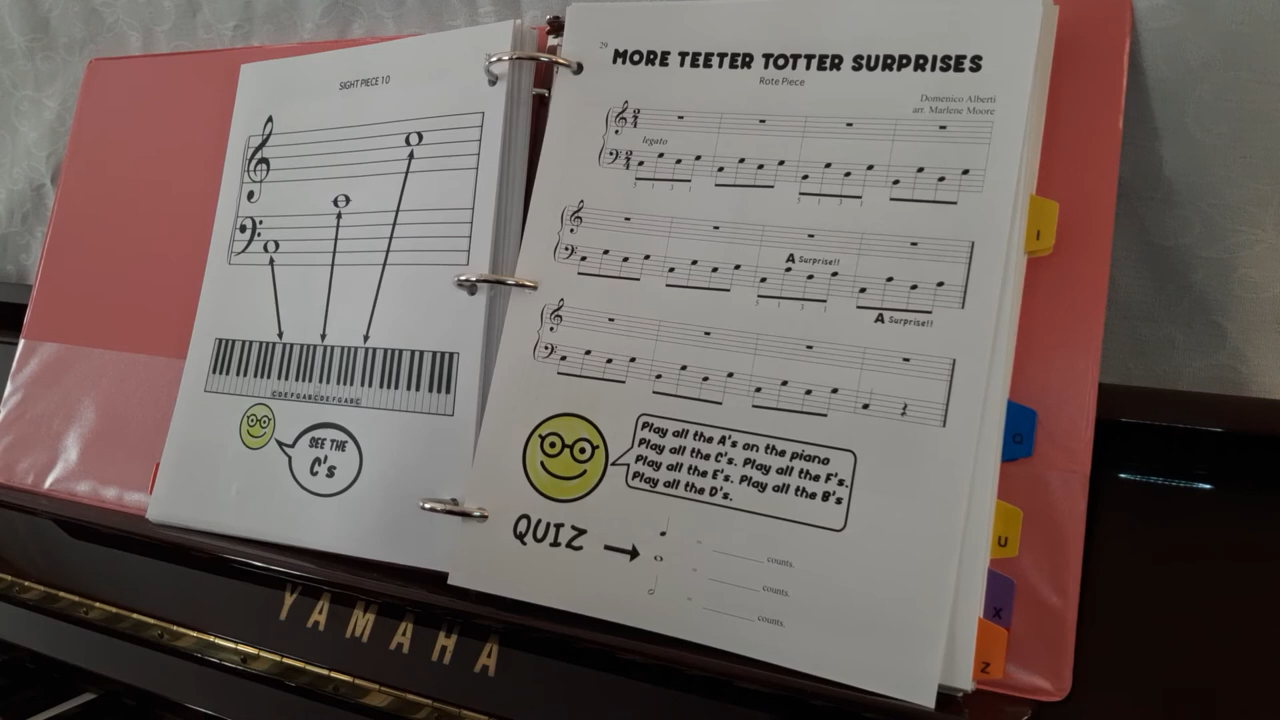 SIGHT PIECE 10
C D E F G A B C D E F G A B C
SEE THE
C's
29
MORE TEETER TOTTER SURPRISES
Rote Piece
Domenico Alberti
arr. Marlene Moore
legato
5 1 3 1
5 1 3 1
A Surprise!!
5 1 3 1
A Surprise!!
Play all the A's on the piano
Play all the C's. Play all the F's.
Play all the E's. Play all the B's
Play all the D's.
QUIZ
= ______ counts.
= ______ counts.
= ______ counts.
I
Q
U
X
Z
YAMAHA